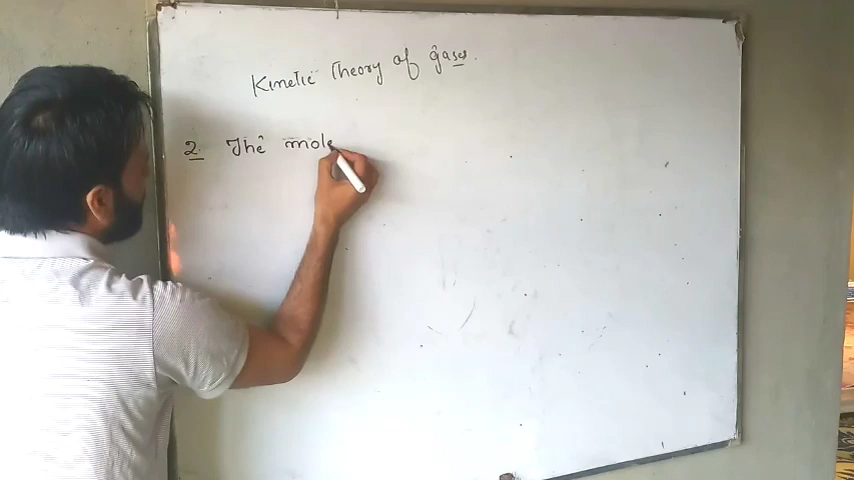 Kinetic Theory of gases.
2. The mole